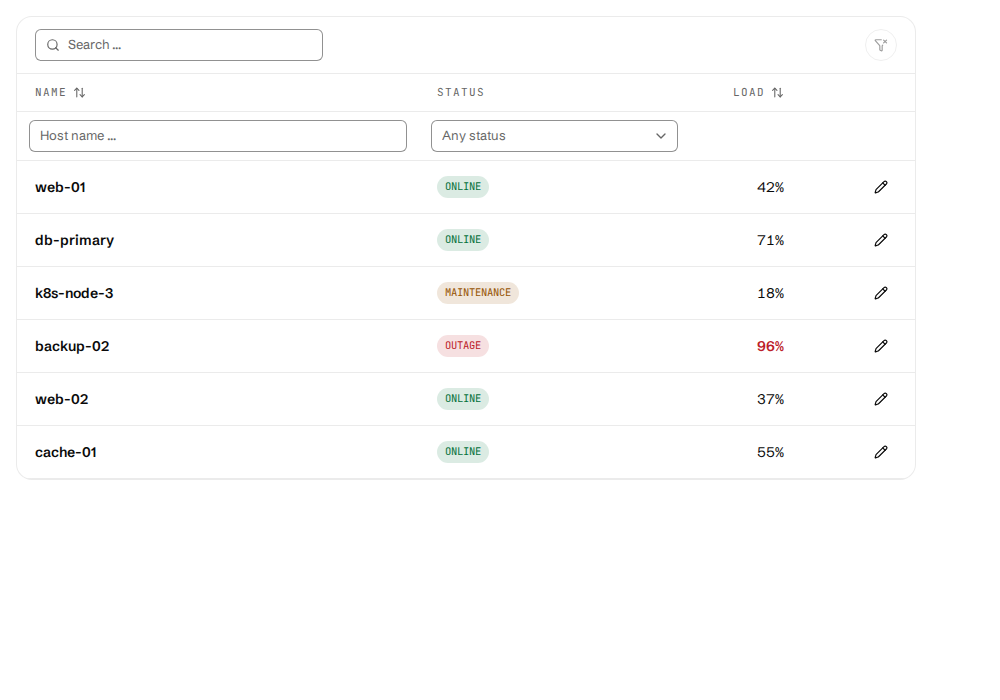 Search ...
NAME STATUS LOAD
Host name ... Any status
web-01 ONLINE 42%
db-primary ONLINE 71%
k8s-node-3 MAINTENANCE 18%
backup-02 OUTAGE 96%
web-02 ONLINE 37%
cache-01 ONLINE 55%